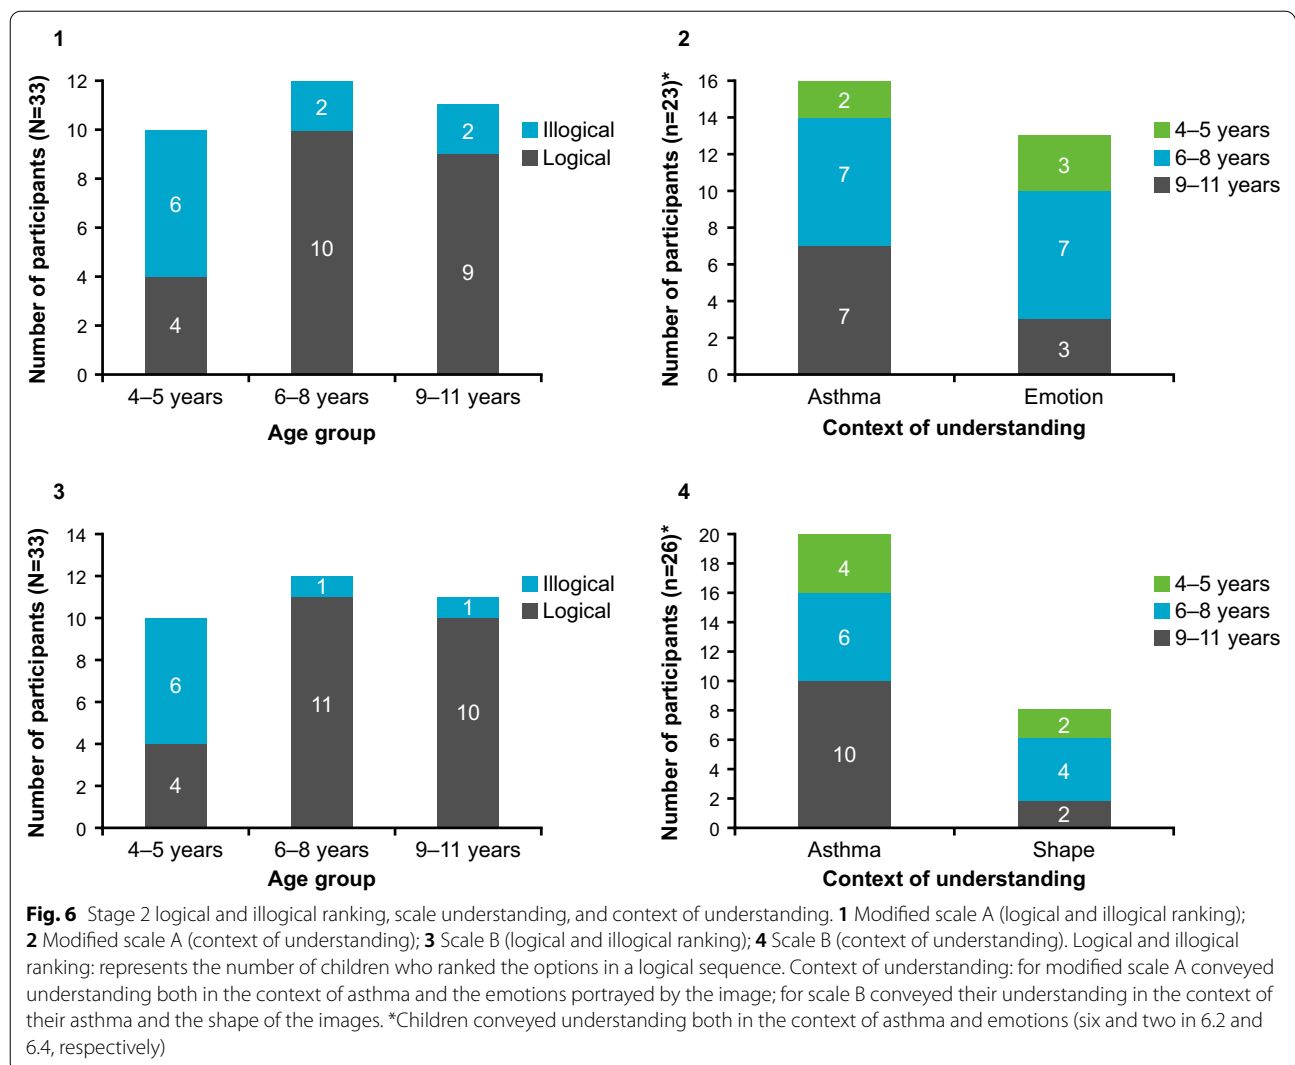 1
Number of participants (N=33)
12
10
8
6
4
2
0
6
4
2
10
2
9
Illogical
Logical
4–5 years
6–8 years
9–11 years
Age group
2
Number of participants (n=23)*
16
14
12
10
8
6
4
2
0
2
7
7
3
7
3
4–5 years
6–8 years
9–11 years
Asthma
Emotion
Context of understanding
3
Number of participants (N=33)
14
12
10
8
6
4
2
0
6
4
1
11
1
10
Illogical
Logical
4–5 years
6–8 years
9–11 years
Age group
4
Number of participants (n=26)*
20
18
16
14
12
10
8
6
4
2
0
4
6
10
2
4
2
4–5 years
6–8 years
9–11 years
Asthma
Shape
Context of understanding
Fig. 6 Stage 2 logical and illogical ranking, scale understanding, and context of understanding. 1 Modified scale A (logical and illogical ranking);
2 Modified scale A (context of understanding); 3 Scale B (logical and illogical ranking); 4 Scale B (context of understanding). Logical and illogical
ranking: represents the number of children who ranked the options in a logical sequence. Context of understanding: for modified scale A conveyed
understanding both in the context of asthma and the emotions portrayed by the image; for scale B conveyed their understanding in the context of
their asthma and the shape of the images. *Children conveyed understanding both in the context of asthma and emotions (six and two in 6.2 and
6.4, respectively)